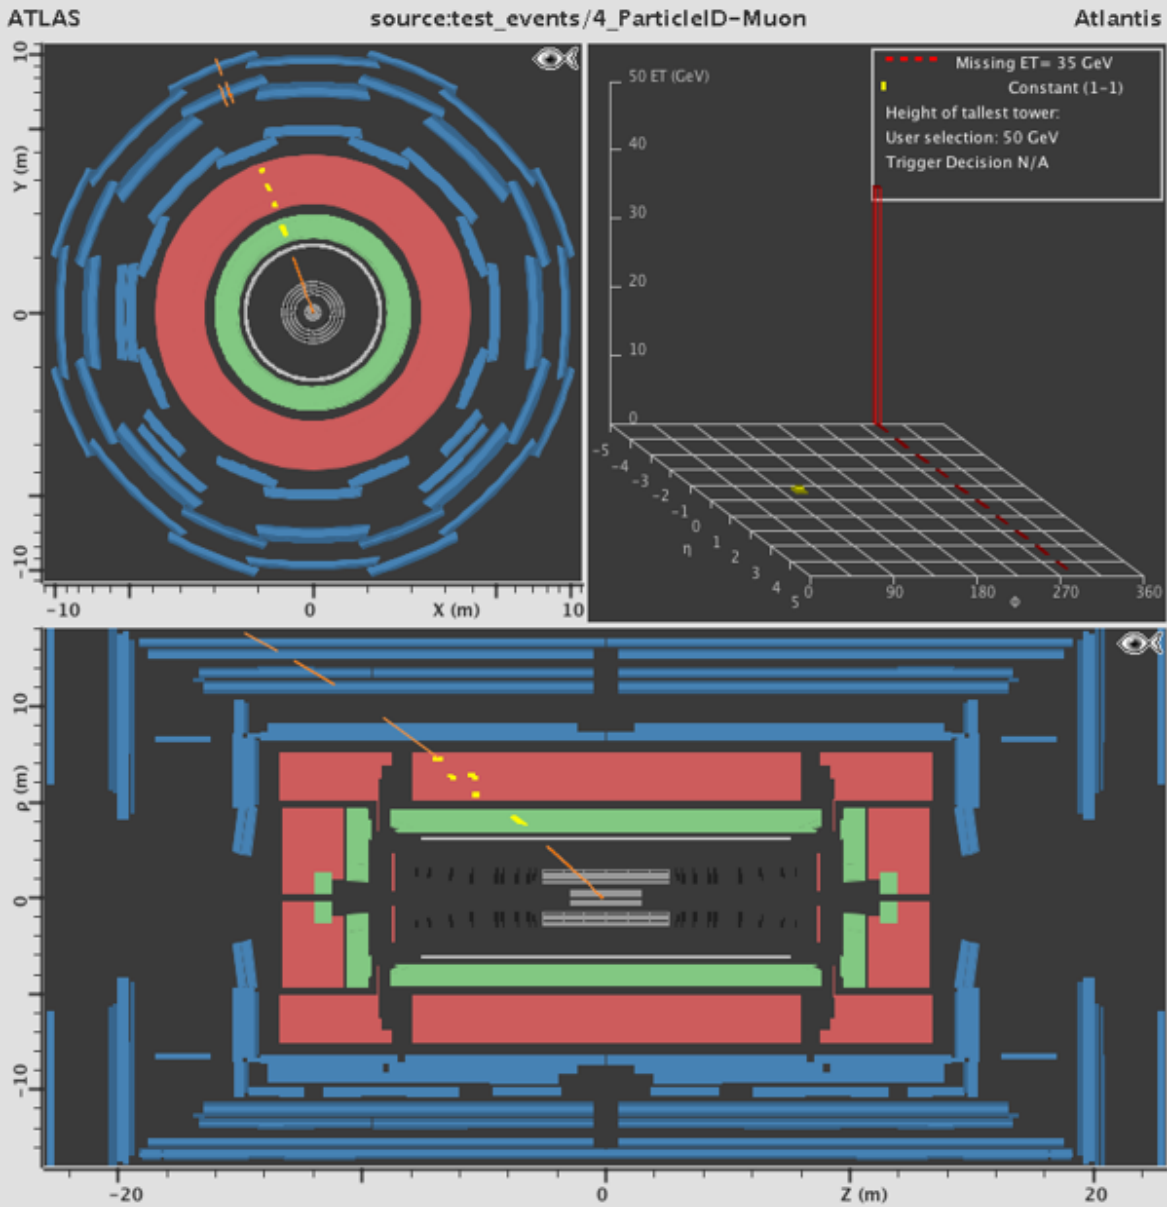 ATLAS source:test_events/4_ParticleID-Muon Atlantis
10
Y (m)
0
-10
-10 0 X (m) 10
Missing ET= 35 GeV
Constant (1-1)
Height of tallest tower:
User selection: 50 GeV
Trigger Decision N/A
50 ET (GeV)
40
30
20
10
0
-5
-4
-3
-2
-1
0
1
2
3
4
5
η
0 90 180 270 360
Φ
10
ρ (m)
0
-10
-20 0 Z (m) 20